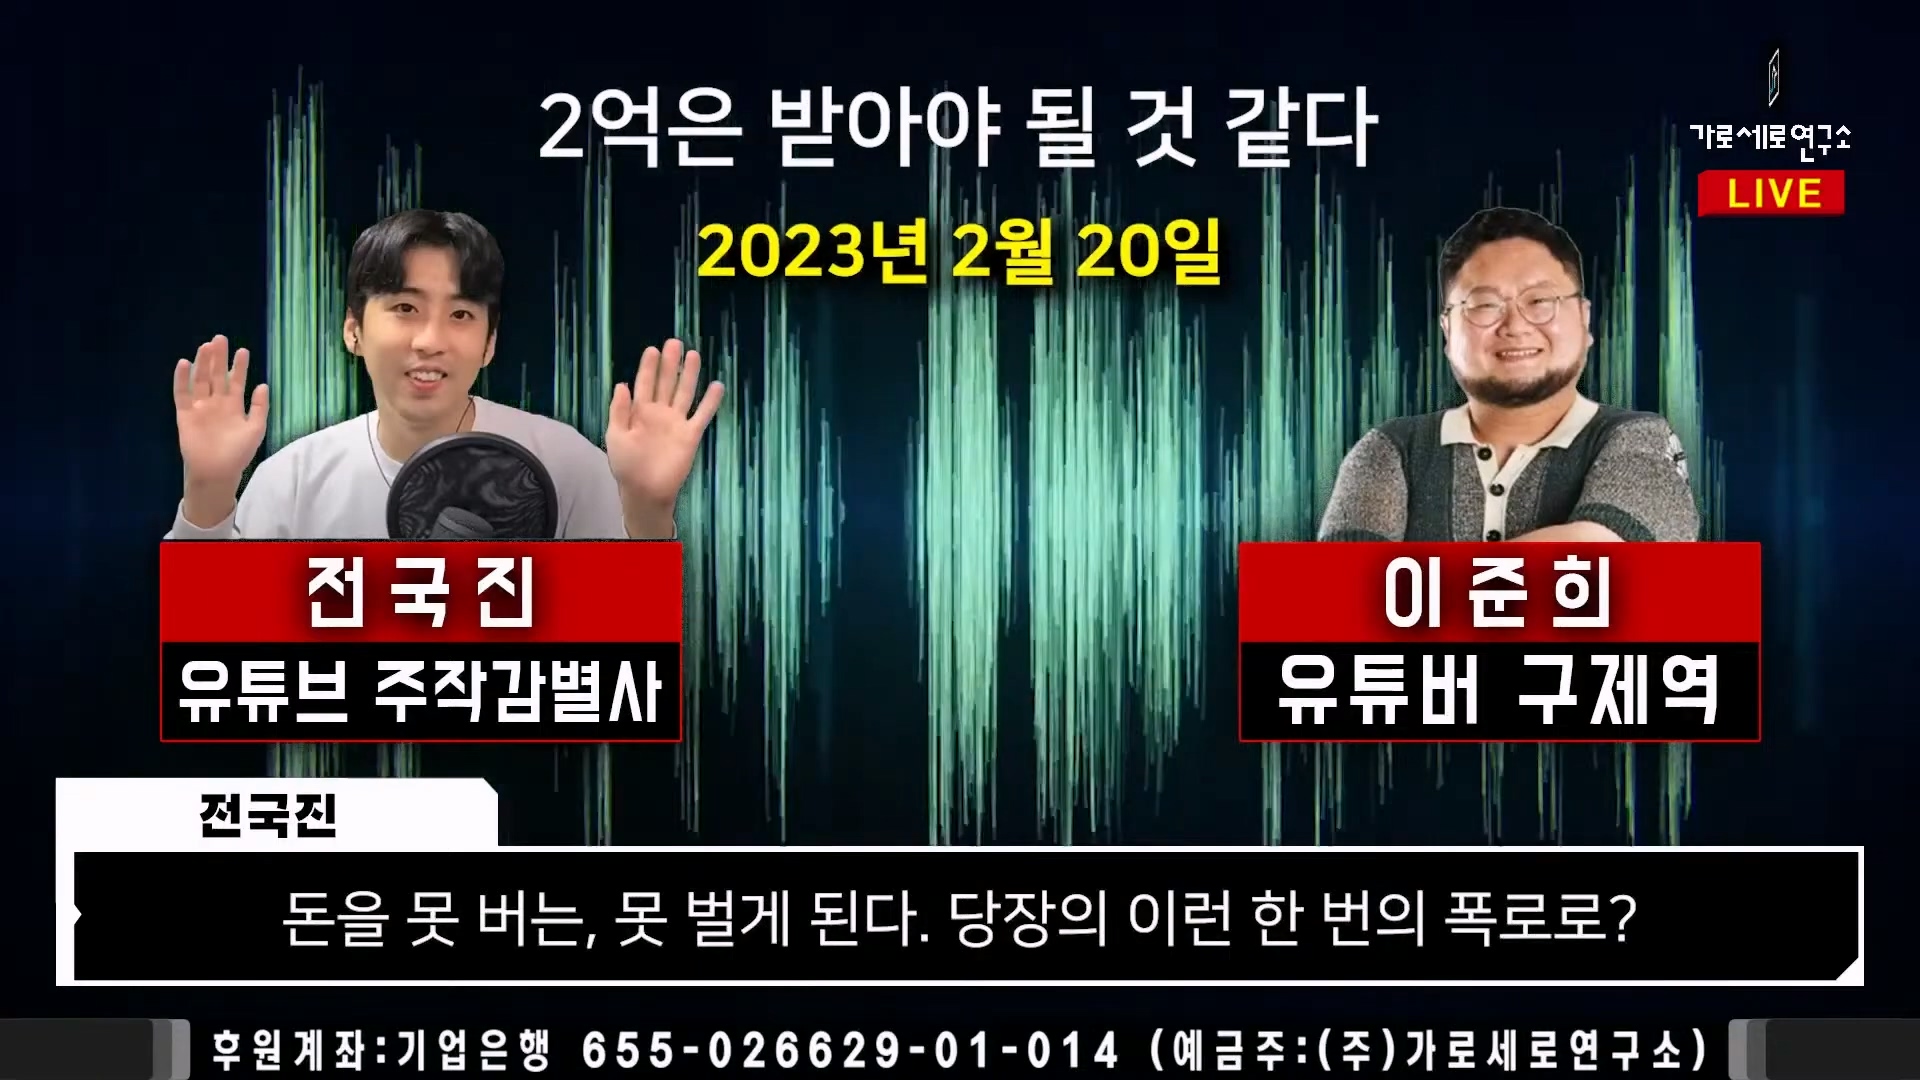 2억은 받아야 될 것 같다
가로세로연구소
LIVE
2023년 2월 20일
전국진
유튜브 주작감별사
이준희
유튜버 구제역
전국진
돈을 못 버는, 못 벌게 된다. 당장의 이런 한 번의 폭로로?
후원계좌:기업은행 655-026629-01-014 (예금주:(주)가로세로연구소)